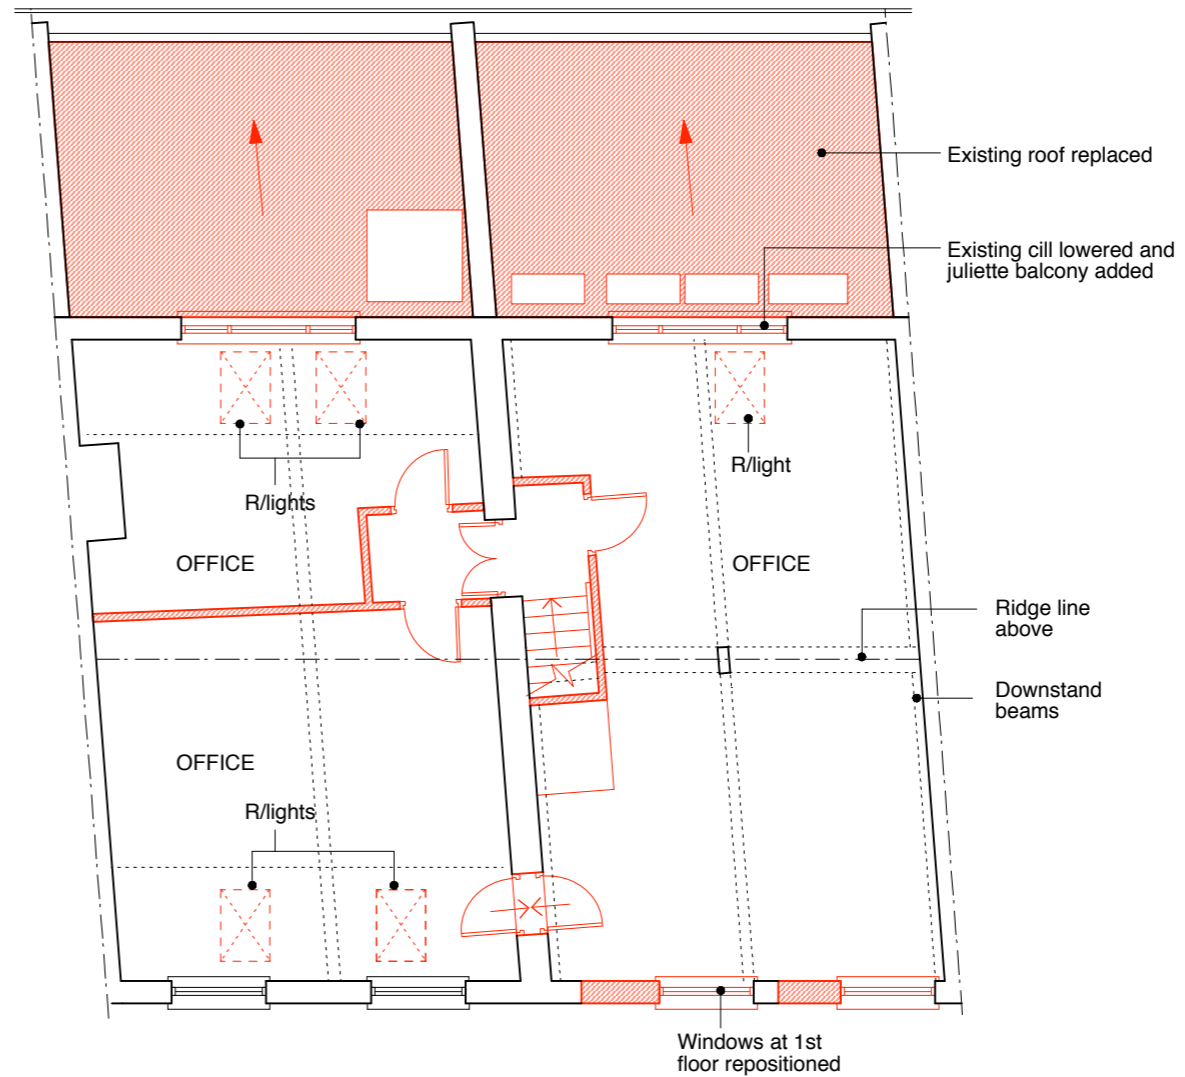 Existing roof replaced
Existing cill lowered and
juliette balcony added
R/lights
R/light
OFFICE
OFFICE
Ridge line
above
Downstand
beams
OFFICE
R/lights
Windows at 1st
floor repositioned